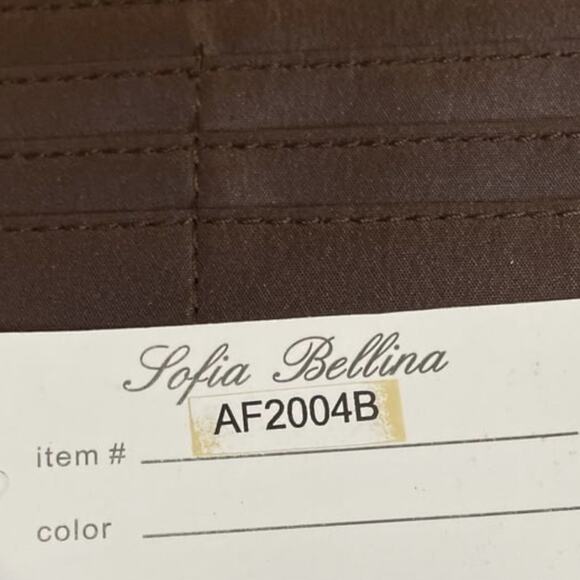 Sofia Bellina
AF2004B
item #
color